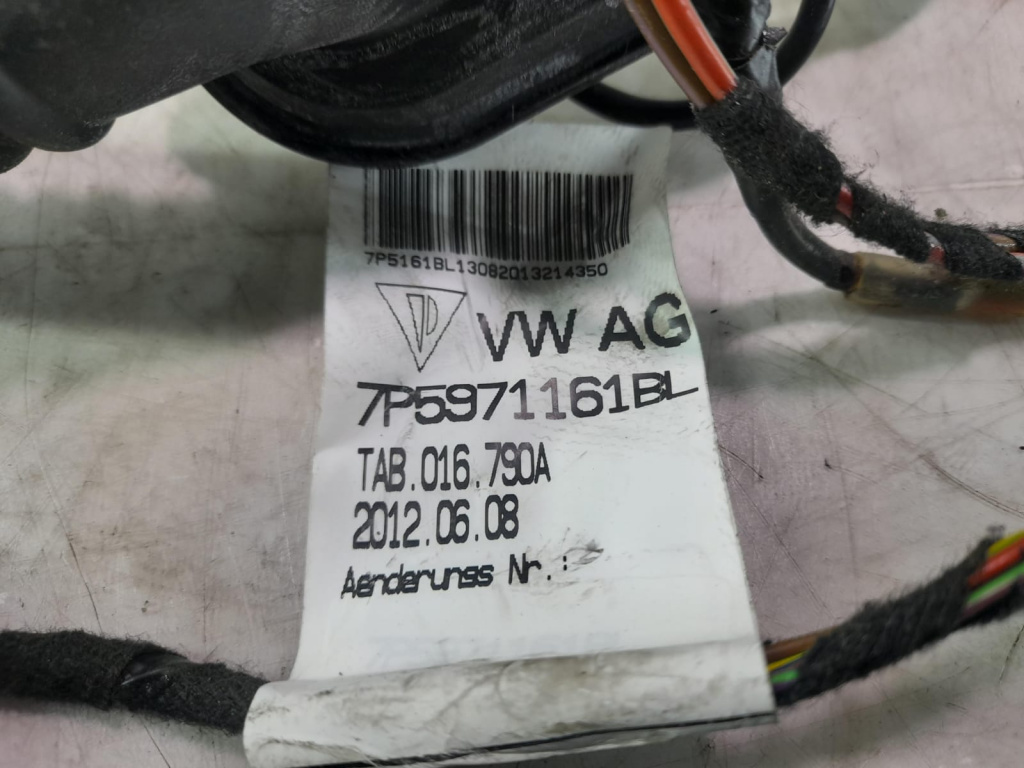 7P5161BL13082013214350
VW AG
7P5971161BL
TAB.016.790A
2012.06.08
Aenderungs Nr.: